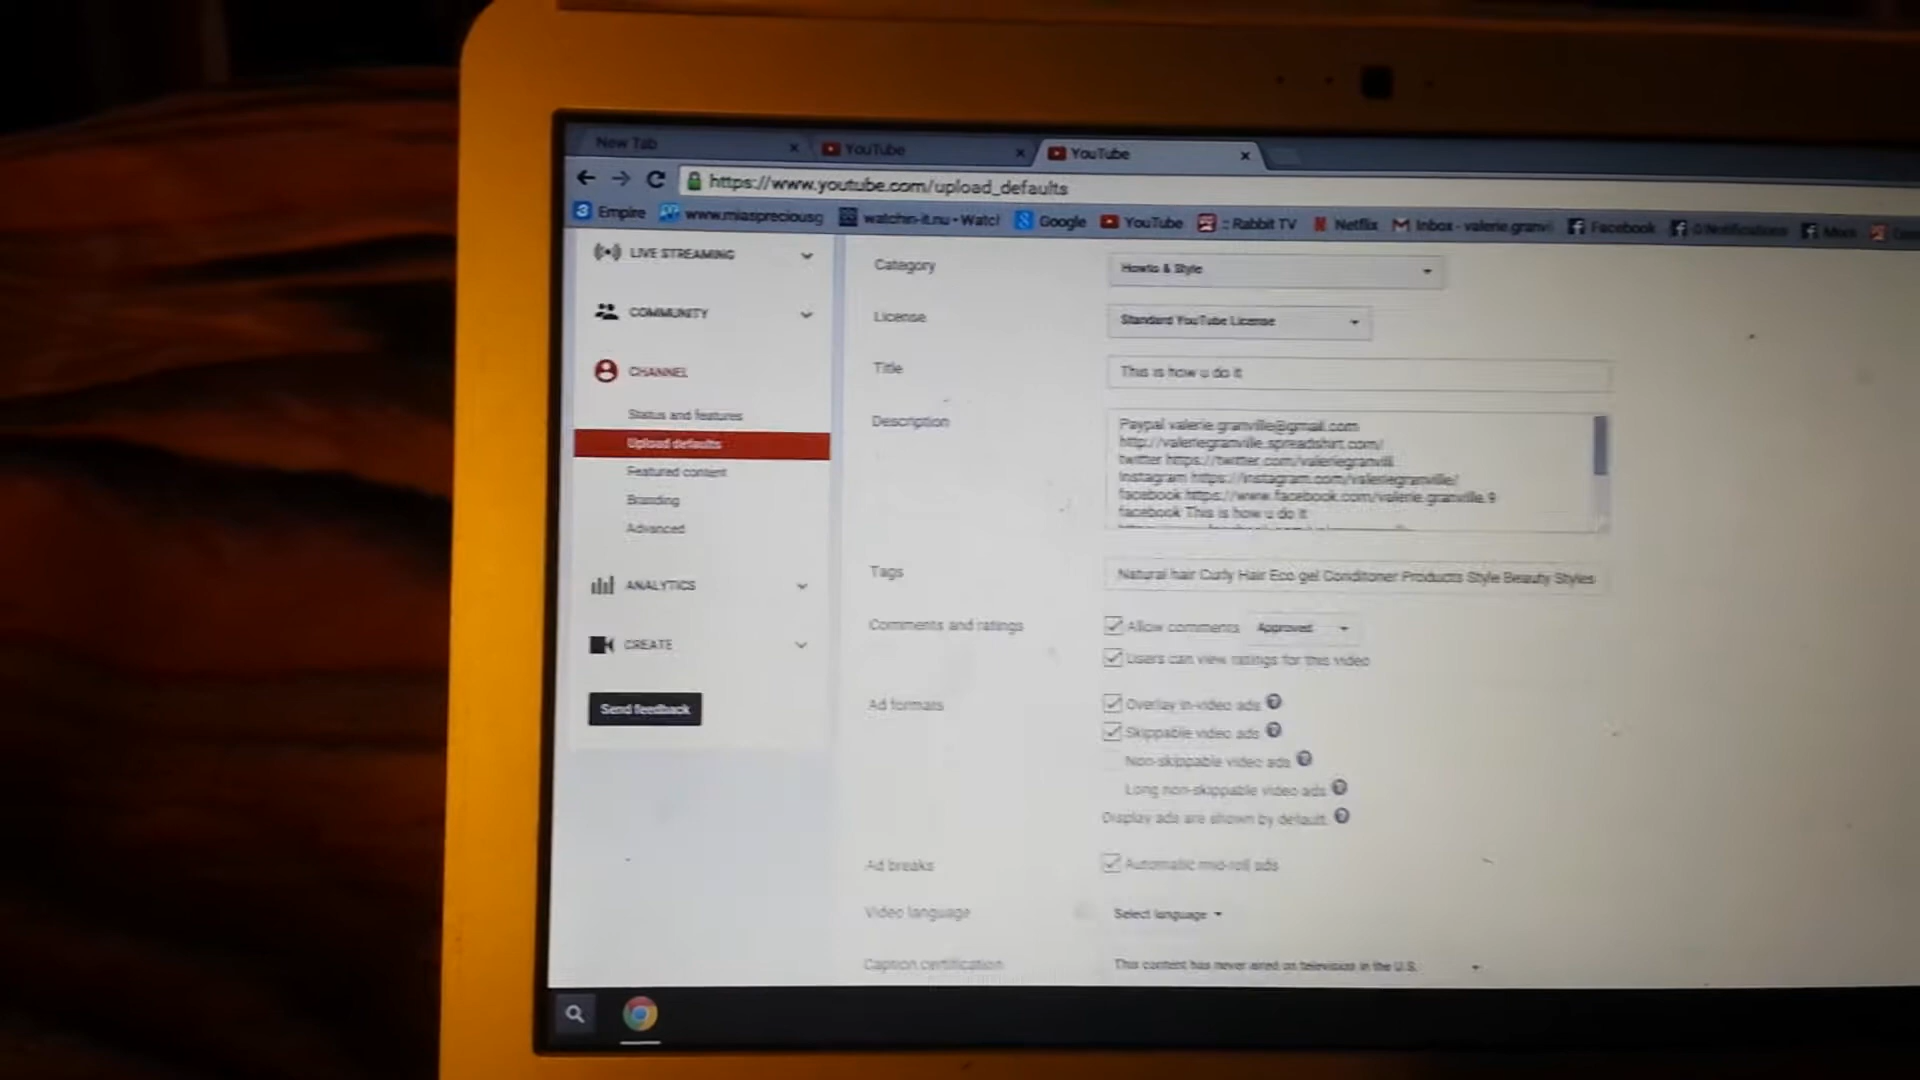 New Tab
YouTube
YouTube
https://www.youtube.com/upload_defaults
Empire
www.miaspreciousg
watchin-it.nu • Watcl
Google
YouTube
:: Rabbit TV
Netflix
Inbox - valerie.granvi
Facebook
Notifications
LIVE STREAMING
COMMUNITY
CHANNEL
Status and features
Upload defaults
Featured content
Branding
Advanced
ANALYTICS
CREATE
Send feedback
Category
Howto & Style
License
Standard YouTube License
Title
This is how u do it
Description
Paypal valerie.granville@gmail.com
http://valeriegranville.spreadshirt.com/
twitter https://twitter.com/valeriegranvill
Instagram https://instagram.com/valeriegranville/
facebook https://www.facebook.com/valerie.granville.9
facebook This is how u do it
Tags
Natural hair Curly Hair Eco gel Conditoner Products Style Beauty Styles
Comments and ratings
Allow comments
Approved
Users can view ratings for this video
Ad formats
Overlay in-video ads ?
Skippable video ads ?
Non-skippable video ads ?
Long non-skippable video ads ?
Display ads are shown by default. ?
Ad breaks
Automatic mid-roll ads
Video language
Select language
Caption certification
This content has never aired on television in the U.S.